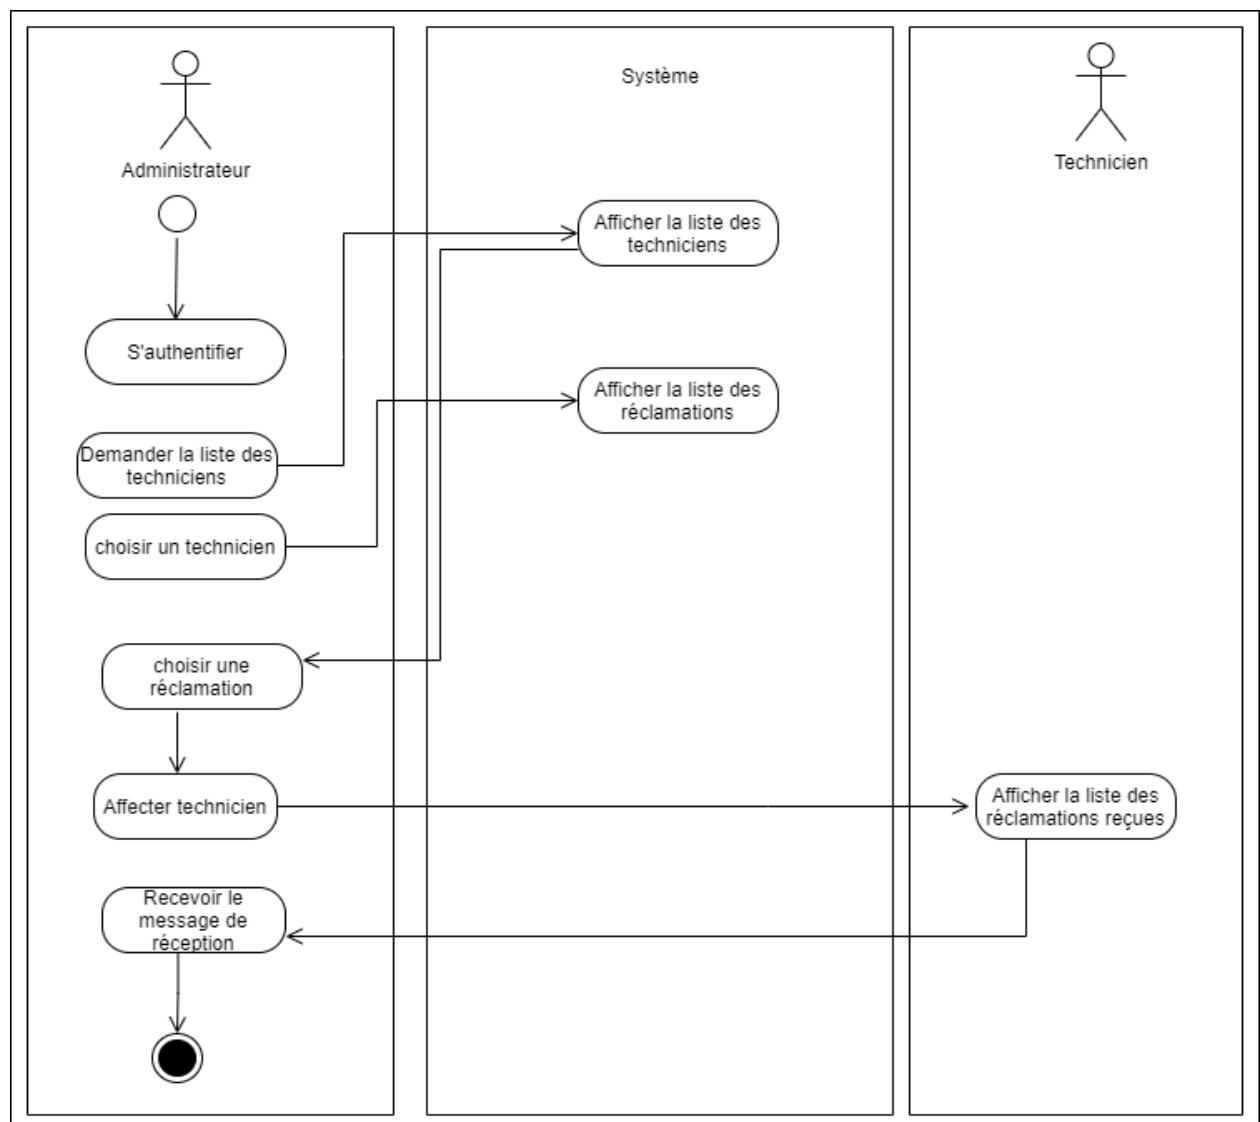 Administrateur
Système
Technicien
Afficher la liste des
techniciens
S'authentifier
Afficher la liste des
réclamations
Demander la liste des
techniciens
choisir un technicien
choisir une
réclamation
Affecter technicien
Afficher la liste des
réclamations reçues
Recevoir le
message de
réception